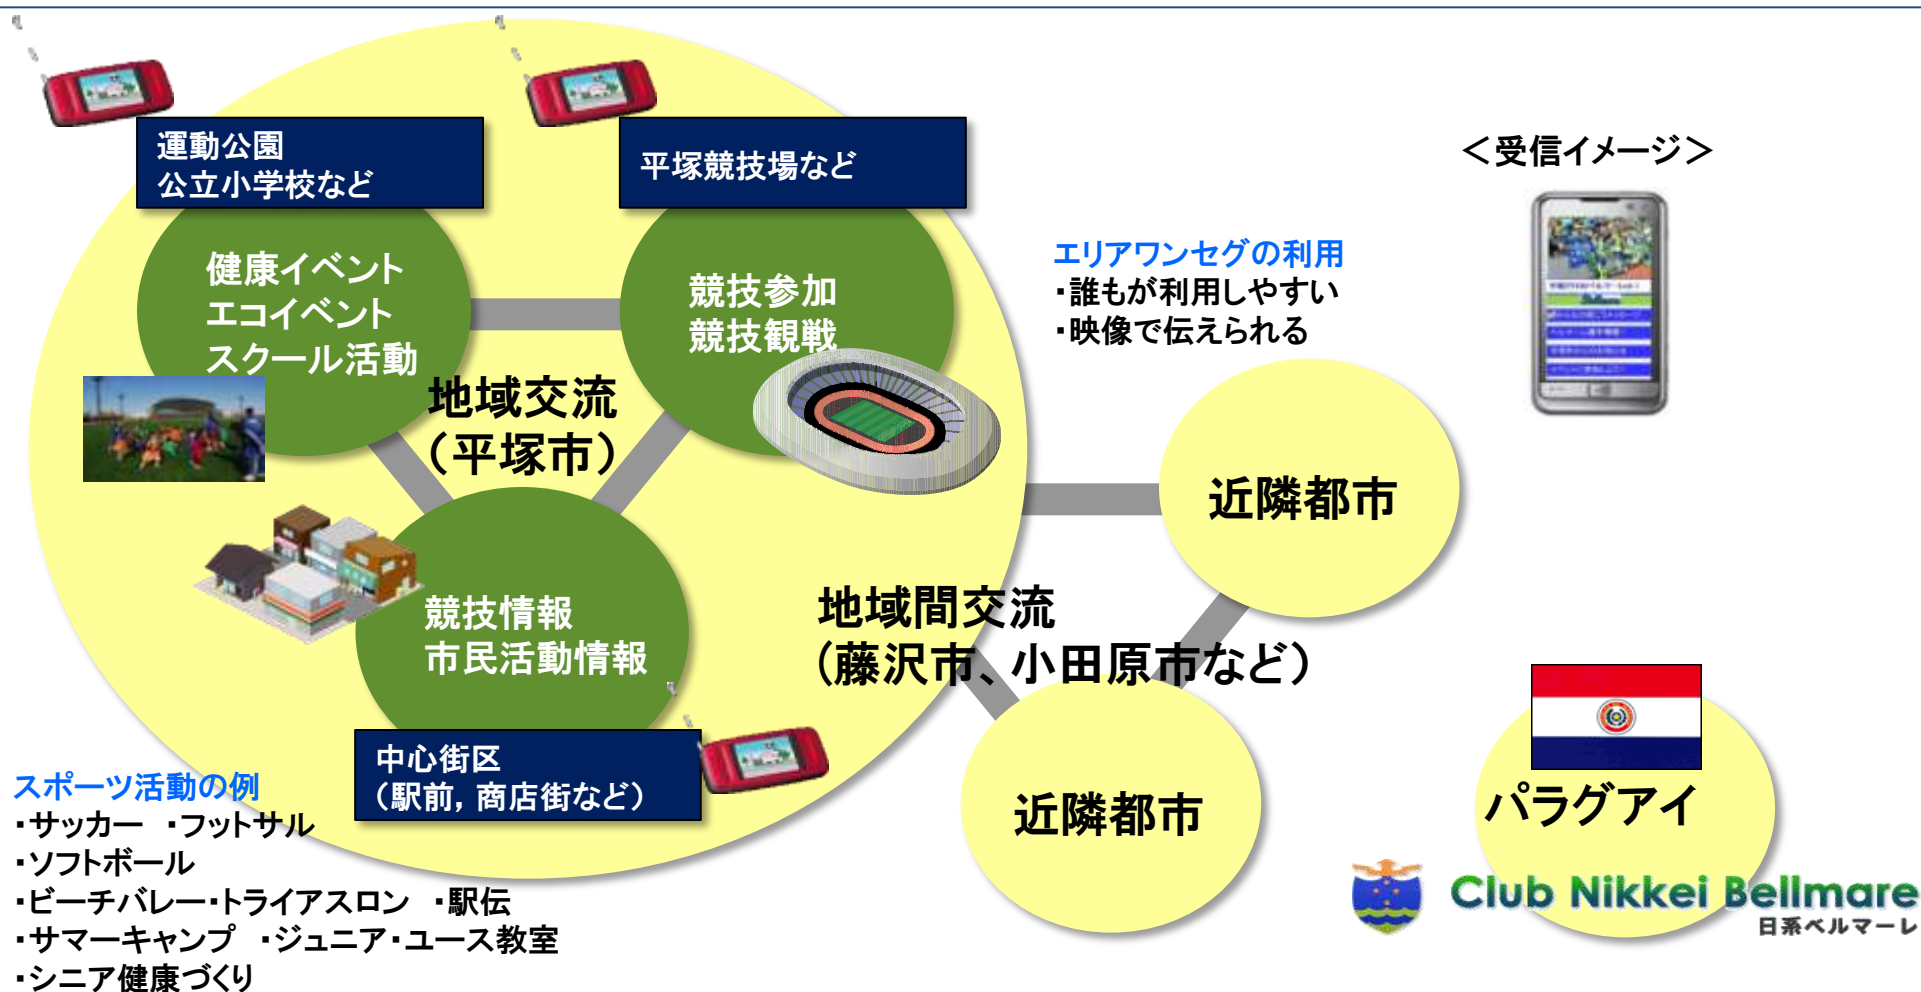 運動公園
公立小学校など
平塚競技場など
＜受信イメージ＞
健康イベント
エコイベント
スクール活動
競技参加
競技観戦
エリアワンセグの利用
・誰もが利用しやすい
・映像で伝えられる
地域交流
（平塚市）
近隣都市
競技情報
市民活動情報
地域間交流
(藤沢市、小田原市など）
中心街区
（駅前，商店街など）
近隣都市
パラグアイ
スポーツ活動の例
・サッカー ・フットサル
・ソフトボール
・ビーチバレー・トライアスロン ・駅伝
・サマーキャンプ ・ジュニア・ユース教室
・シニア健康づくり
Club Nikkei Bellmare
日系ベルマーレ